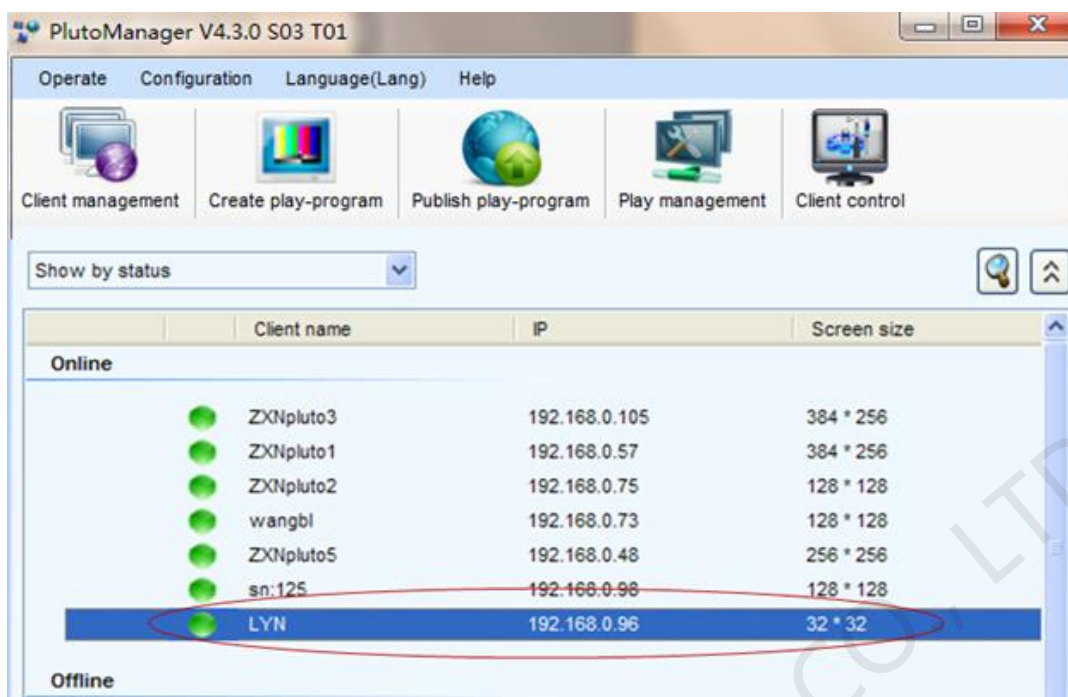 PlutoManager V4.3.0 S03 T01
Operate Configuration Language(Lang) Help
Client management Create play-program Publish play-program Play management Client control
Show by status
Client name IP Screen size
Online
ZXNpluto3 192.168.0.105 384 * 256
ZXNpluto1 192.168.0.57 384 * 256
ZXNpluto2 192.168.0.75 128 * 128
wangbl 192.168.0.73 128 * 128
ZXNpluto5 192.168.0.48 256 * 256
sn:125 192.168.0.98 128 * 128
LYN 192.168.0.96 32 * 32
Offline
CO., LTD